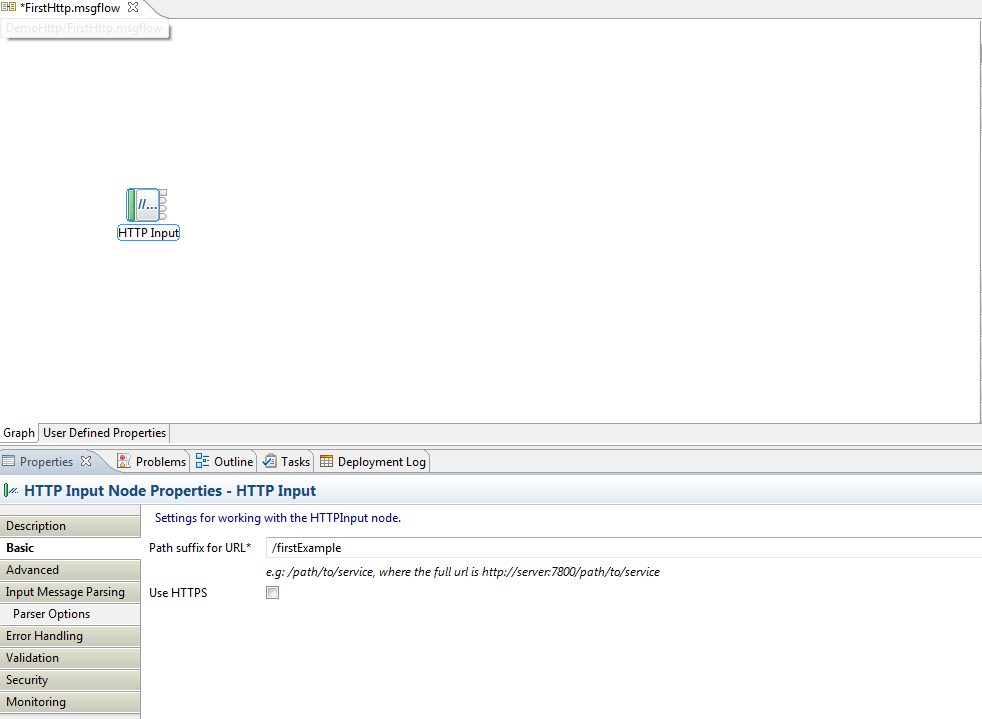 *FirstHttp.msgflow
DemoHttp/FirstHttp.msgflow
//...
HTTP Input
Graph User Defined Properties
Properties Problems Outline Tasks Deployment Log
HTTP Input Node Properties - HTTP Input
Description
Basic
Advanced
Input Message Parsing
Parser Options
Error Handling
Validation
Security
Monitoring
Settings for working with the HTTPInput node.
Path suffix for URL* /firstExample
e.g: /path/to/service, where the full url is http://server:7800/path/to/service
Use HTTPS